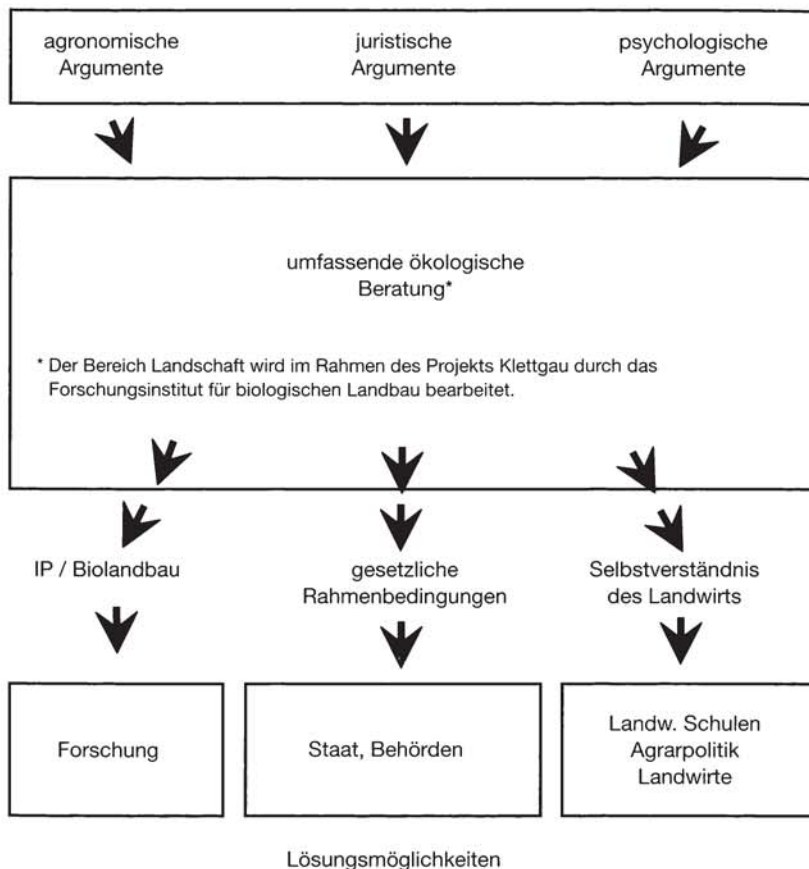 agronomische
Argumente
juristische
Argumente
psychologische
Argumente
umfassende ökologische
Beratung*
* Der Bereich Landschaft wird im Rahmen des Projekts Klettgau durch das
Forschungsinstitut für biologischen Landbau bearbeitet.
IP / Biolandbau
gesetzliche
Rahmenbedingungen
Selbstverständnis
des Landwirts
Forschung
Staat, Behörden
Landw. Schulen
Agrarpolitik
Landwirte
Lösungsmöglichkeiten